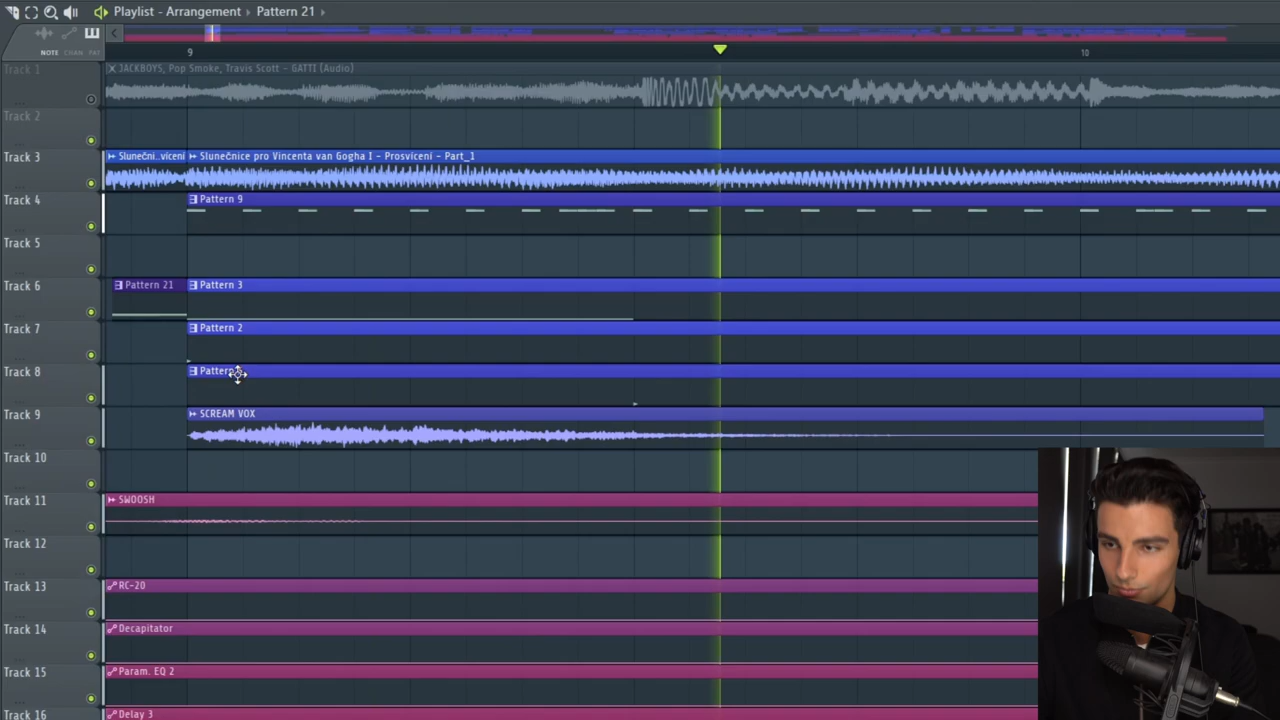 Playlist - Arrangement › Pattern 21 ›
NOTE CHAN PAT
9 10
Track 1
JACKBOYS, Pop Smoke, Travis Scott - GATTI (Audio)
Track 2
Track 3
Sluneční..vícení
Slunečnice pro Vincenta van Gogha I - Prosvícení - Part_1
Track 4
Pattern 9
Track 5
Track 6
Pattern 21
Pattern 3
Track 7
Pattern 2
Track 8
Pattern
Track 9
SCREAM VOX
Track 10
Track 11
SWOOSH
Track 12
Track 13
RC-20
Track 14
Decapitator
Track 15
Param. EQ 2
Track 16
Delay 3